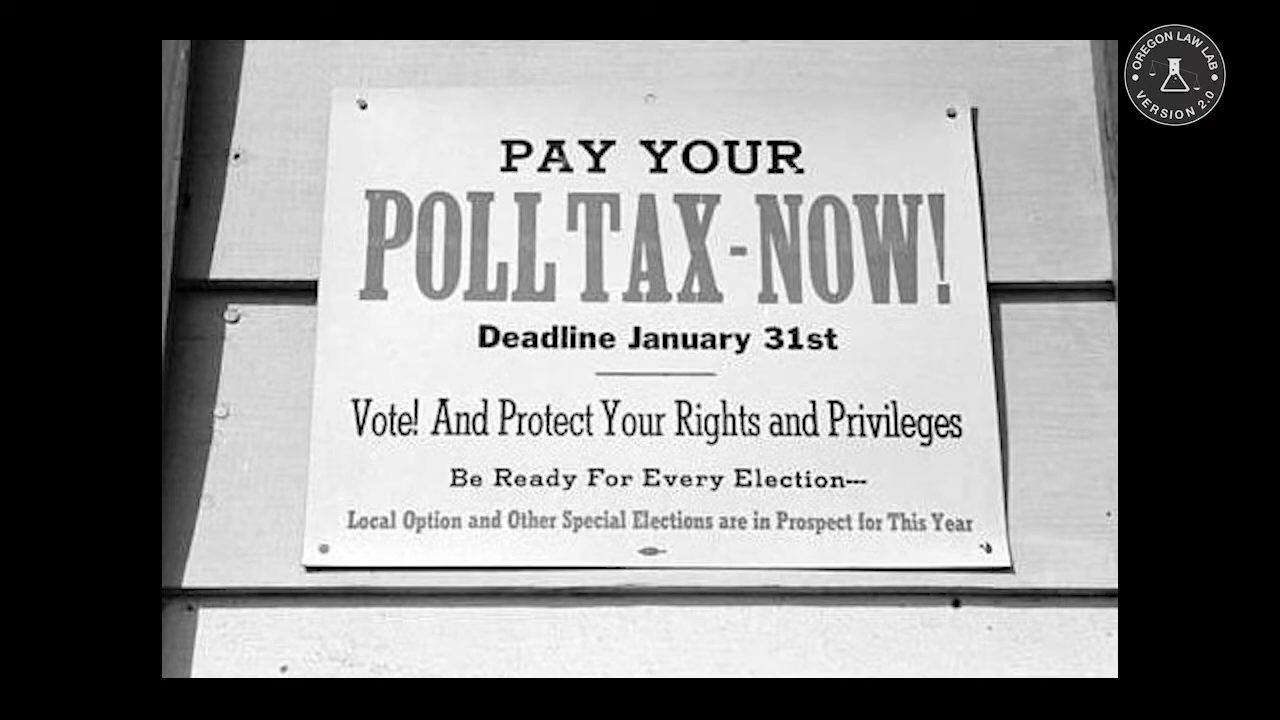 PAY YOUR
POLL TAX-NOW!
Deadline January 31st
Vote! And Protect Your Rights and Privileges
Be Ready For Every Election---
Local Option and Other Special Elections are in Prospect for This Year
OREGON LAW LAB
VERSION 2.0